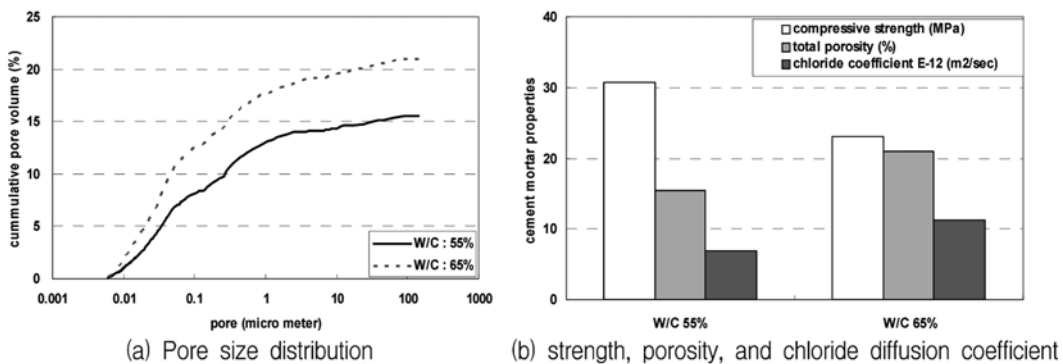 cummulative pore volume (%)
25
20
15
10
5
0
W/C : 55%
W/C : 65%
0.001 0.01 0.1 1 10 100 1000
pore (micro meter)
(a) Pore size distribution
cement mortar properties
40
30
20
10
0
compressive strength (MPa)
total porosity (%)
chloride coefficient E-12 (m2/sec)
W/C 55% W/C 65%
(b) strength, porosity, and chloride diffusion coefficient